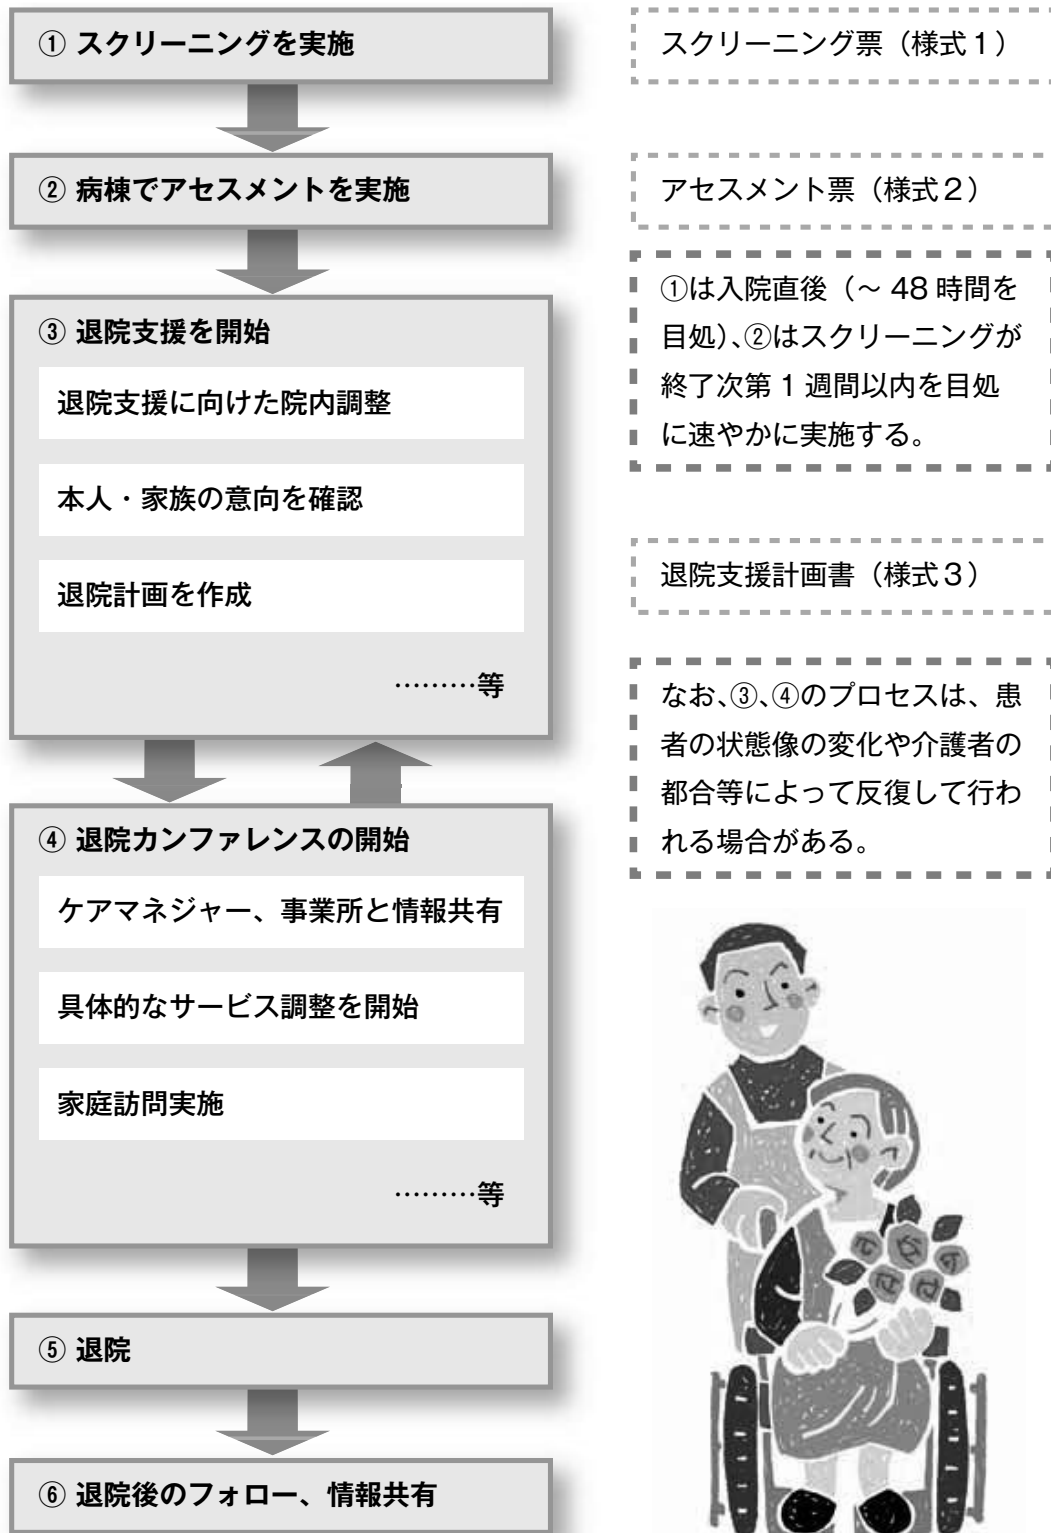 ① スクリーニングを実施
スクリーニング票（様式１）
② 病棟でアセスメントを実施
アセスメント票（様式２）
①は入院直後（～ 48 時間を
目処）、②はスクリーニングが
終了次第 1 週間以内を目処
に速やかに実施する。
③ 退院支援を開始
退院支援に向けた院内調整
本人・家族の意向を確認
退院計画を作成
………等
退院支援計画書（様式３）
なお、③、④のプロセスは、患
者の状態像の変化や介護者の
都合等によって反復して行わ
れる場合がある。
④ 退院カンファレンスの開始
ケアマネジャー、事業所と情報共有
具体的なサービス調整を開始
家庭訪問実施
………等
⑤ 退院
⑥ 退院後のフォロー、情報共有